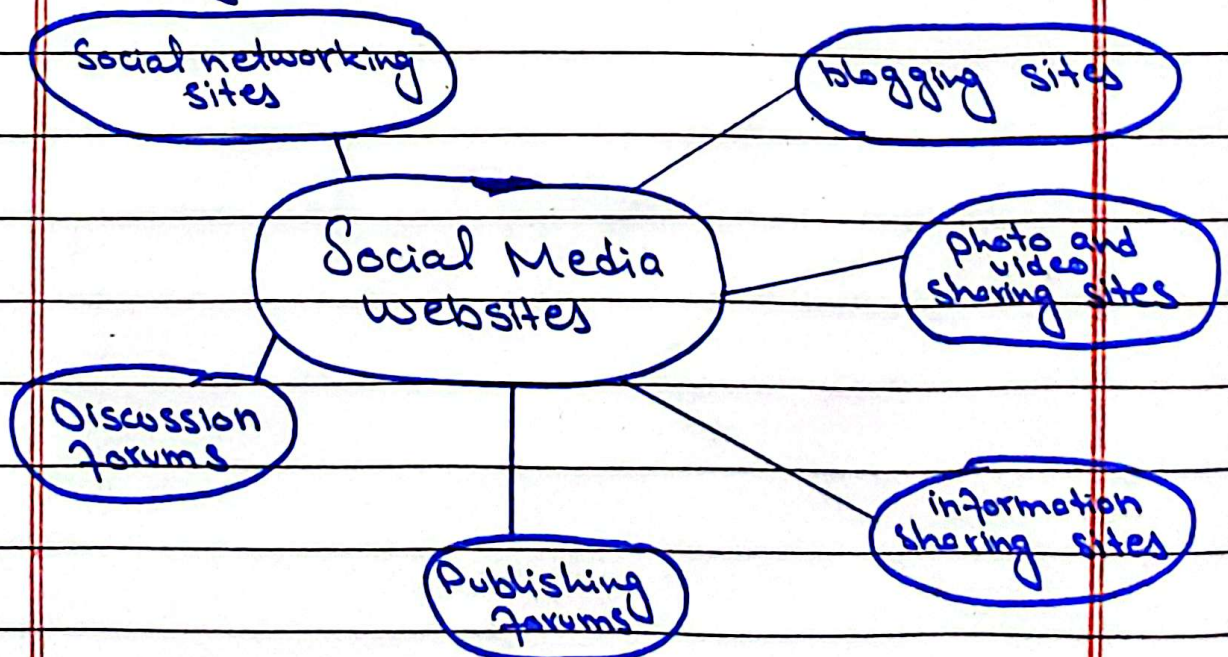 Social networking
sites
blogging sites
Social Media
websites
photo and
video
sharing sites
Discussion
forums
information
sharing sites
Publishing
forums